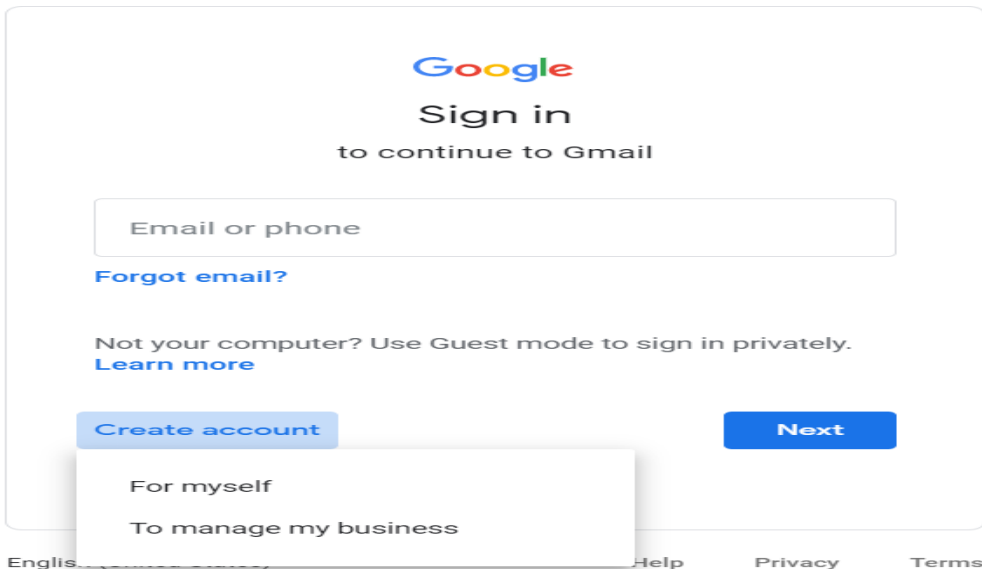 Google
Sign in
to continue to Gmail
Email or phone
Forgot email?
Not your computer? Use Guest mode to sign in privately.
Learn more
Create account
Next
For myself
To manage my business
Help Privacy Terms